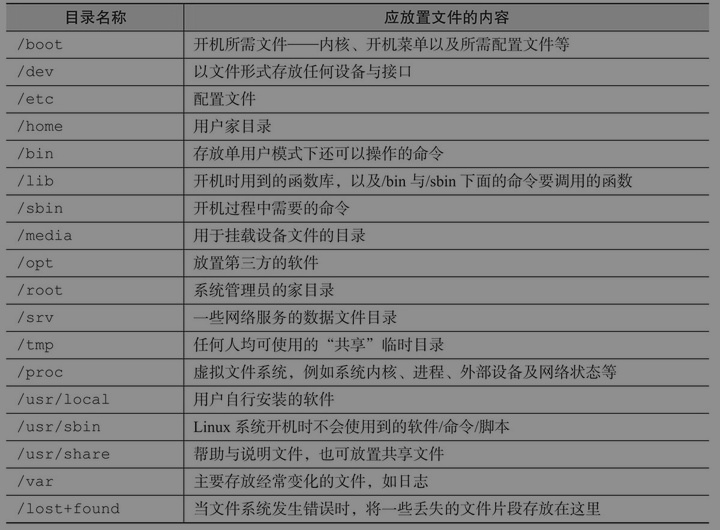 目录名称 应放置文件的内容
/boot 开机所需文件——内核、开机菜单以及所需配置文件等
/dev 以文件形式存放任何设备与接口
/etc 配置文件
/home 用户家目录
/bin 存放单用户模式下还可以操作的命令
/lib 开机时用到的函数库，以及/bin 与/sbin 下面的命令要调用的函数
/sbin 开机过程中需要的命令
/media 用于挂载设备文件的目录
/opt 放置第三方的软件
/root 系统管理员的家目录
/srv 一些网络服务的数据文件目录
/tmp 任何人均可使用的“共享”临时目录
/proc 虚拟文件系统，例如系统内核、进程、外部设备及网络状态等
/usr/local 用户自行安装的软件
/usr/sbin Linux 系统开机时不会使用到的软件/命令/脚本
/usr/share 帮助与说明文件，也可放置共享文件
/var 主要存放经常变化的文件，如日志
/lost+found 当文件系统发生错误时，将一些丢失的文件片段存放在这里